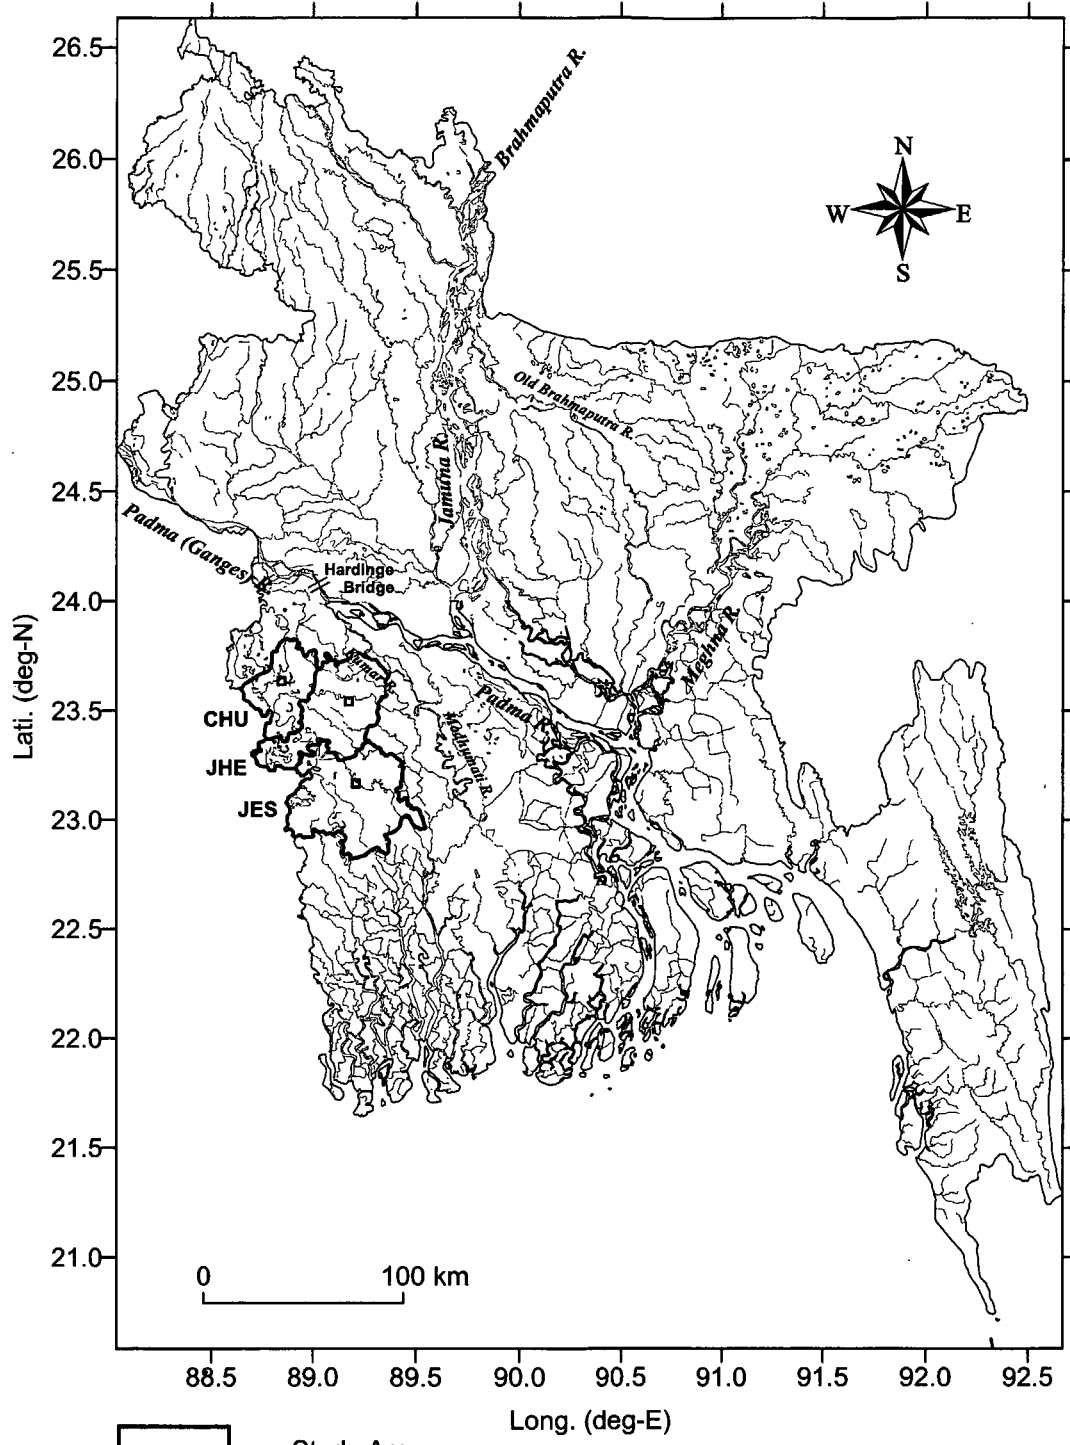 26.5
26.0
25.5
25.0
24.5
24.0
23.5
23.0
22.5
22.0
21.5
21.0
Lati. (deg-N)
Brahmaputra R.
N
W
E
S
Old Brahmaputra R.
Jamuna R.
Padma (Ganges) R.
Hardinge
Bridge
Meghna R.
Kumar R.
Padma R.
Modhumati R.
CHU
JHE
JES
0
100 km
88.5
89.0
89.5
90.0
90.5
91.0
91.5
92.0
92.5
Long. (deg-E)